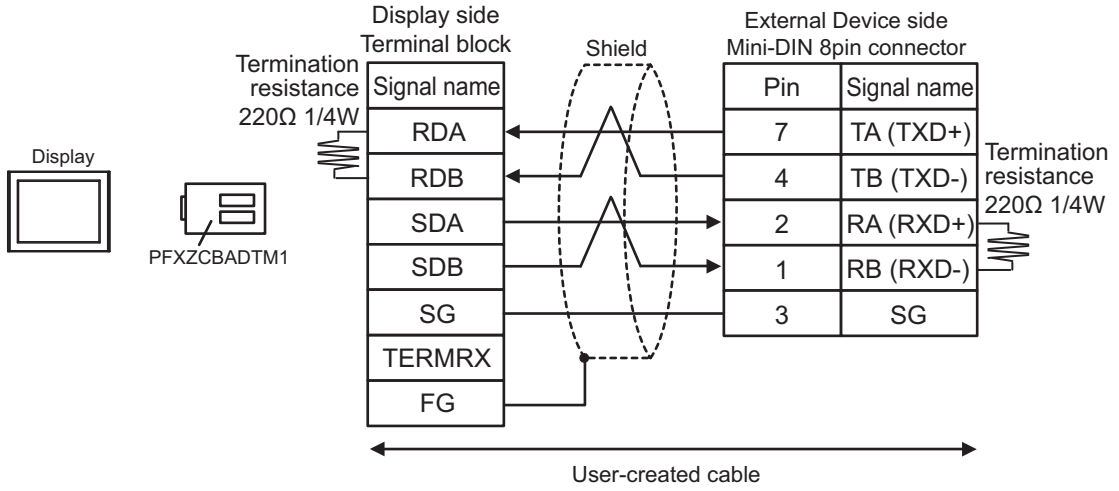 Display side
Terminal block
Termination
resistance
220Ω 1/4W
Display
PFXZCBADTM1
Signal name
RDA
RDB
SDA
SDB
SG
TERMRX
FG
Shield
External Device side
Mini-DIN 8pin connector
Pin Signal name
7 TA (TXD+)
4 TB (TXD-)
2 RA (RXD+)
1 RB (RXD-)
3 SG
Termination
resistance
220Ω 1/4W
User-created cable